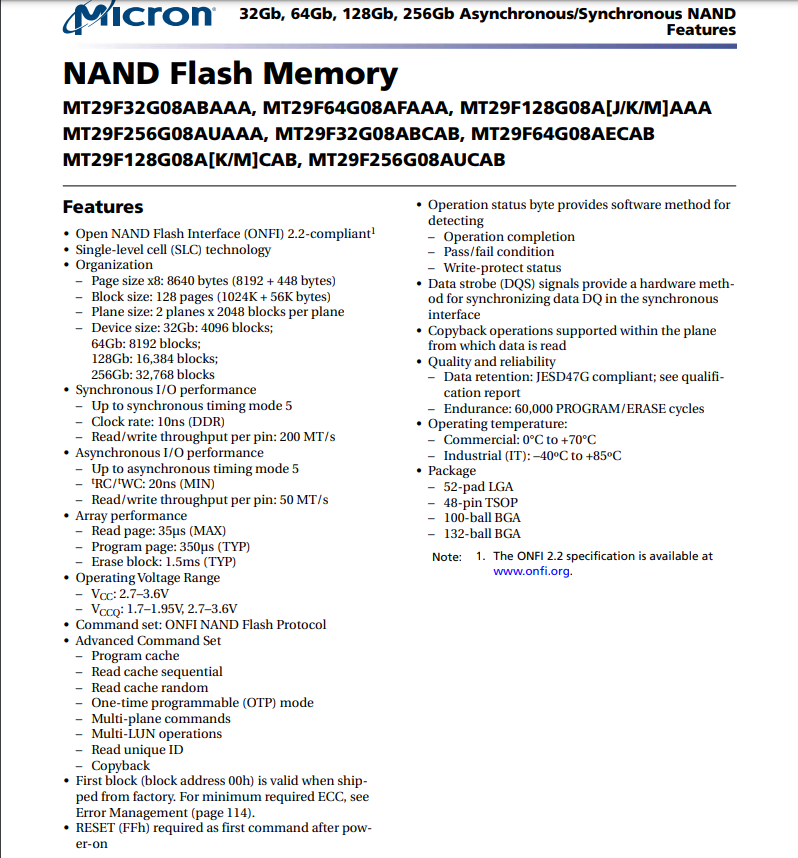 Micron®
32Gb, 64Gb, 128Gb, 256Gb Asynchronous/Synchronous NAND
Features
NAND Flash Memory
MT29F32G08ABAAA, MT29F64G08AFAAA, MT29F128G08A[J/K/M]AAA
MT29F256G08AUAAA, MT29F32G08ABCAB, MT29F64G08AECAB
MT29F128G08A[K/M]CAB, MT29F256G08AUCAB
Features
• Open NAND Flash Interface (ONFI) 2.2-compliant¹
• Single-level cell (SLC) technology
• Organization
– Page size x8: 8640 bytes (8192 + 448 bytes)
– Block size: 128 pages (1024K + 56K bytes)
– Plane size: 2 planes x 2048 blocks per plane
– Device size: 32Gb: 4096 blocks;
64Gb: 8192 blocks;
128Gb: 16,384 blocks;
256Gb: 32,768 blocks
• Synchronous I/O performance
– Up to synchronous timing mode 5
– Clock rate: 10ns (DDR)
– Read/write throughput per pin: 200 MT/s
• Asynchronous I/O performance
– Up to asynchronous timing mode 5
– ᵗRC/ᵗWC: 20ns (MIN)
– Read/write throughput per pin: 50 MT/s
• Array performance
– Read page: 35µs (MAX)
– Program page: 350µs (TYP)
– Erase block: 1.5ms (TYP)
• Operating Voltage Range
– VCC: 2.7–3.6V
– VCCQ: 1.7–1.95V, 2.7–3.6V
• Command set: ONFI NAND Flash Protocol
• Advanced Command Set
– Program cache
– Read cache sequential
– Read cache random
– One-time programmable (OTP) mode
– Multi-plane commands
– Multi-LUN operations
– Read unique ID
– Copyback
• First block (block address 00h) is valid when ship-
ped from factory. For minimum required ECC, see
Error Management (page 114).
• RESET (FFh) required as first command after pow-
er-on
• Operation status byte provides software method for
detecting
– Operation completion
– Pass/fail condition
– Write-protect status
• Data strobe (DQS) signals provide a hardware meth-
od for synchronizing data DQ in the synchronous
interface
• Copyback operations supported within the plane
from which data is read
• Quality and reliability
– Data retention: JESD47G compliant; see qualifi-
cation report
– Endurance: 60,000 PROGRAM/ERASE cycles
• Operating temperature:
– Commercial: 0°C to +70°C
– Industrial (IT): –40ºC to +85ºC
• Package
– 52-pad LGA
– 48-pin TSOP
– 100-ball BGA
– 132-ball BGA
Note: 1. The ONFI 2.2 specification is available at
www.onfi.org.